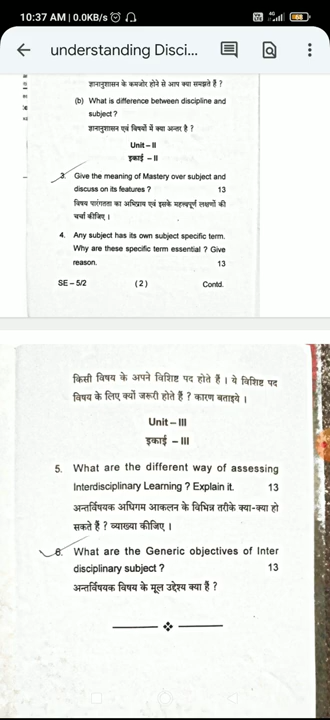 10:37 AM | 0.0KB/s
68
understanding Disci...
ज्ञानानुशासन के कमजोर होने से आप क्या समझते हैं ?
(b) What is difference between discipline and
subject ?
ज्ञानानुशासन एवं विषयों में क्या अन्तर है ?
Unit – II
इकाई – II
3. Give the meaning of Mastery over subject and
discuss on its features ? 13
विषय पारंगतता का अभिप्राय एवं इसके महत्वपूर्ण लक्षणों की
चर्चा कीजिए ।
4. Any subject has its own subject specific term.
Why are these specific term essential ? Give
reason. 13
SE – 5/2 ( 2 ) Contd.
किसी विषय के अपने विशिष्ट पद होते हैं । ये विशिष्ट पद
विषय के लिए क्यों जरूरी होते हैं ? कारण बताइये ।
Unit – III
इकाई – III
5. What are the different way of assessing
Interdisciplinary Learning ? Explain it. 13
अन्तर्विषयक अधिगम आकलन के विभिन्न तरीके क्या-क्या हो
सकते हैं ? व्याख्या कीजिए ।
6. What are the Generic objectives of Inter
disciplinary subject ? 13
अन्तर्विषयक विषय के मूल उद्देश्य क्या हैं ?